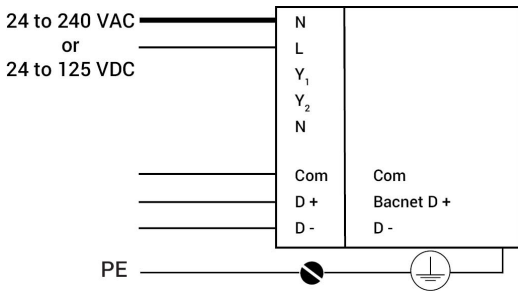 24 to 240 VAC
or
24 to 125 VDC
N
L
Y1
Y2
N
Com Com
D + Bacnet D +
D - D -
PE